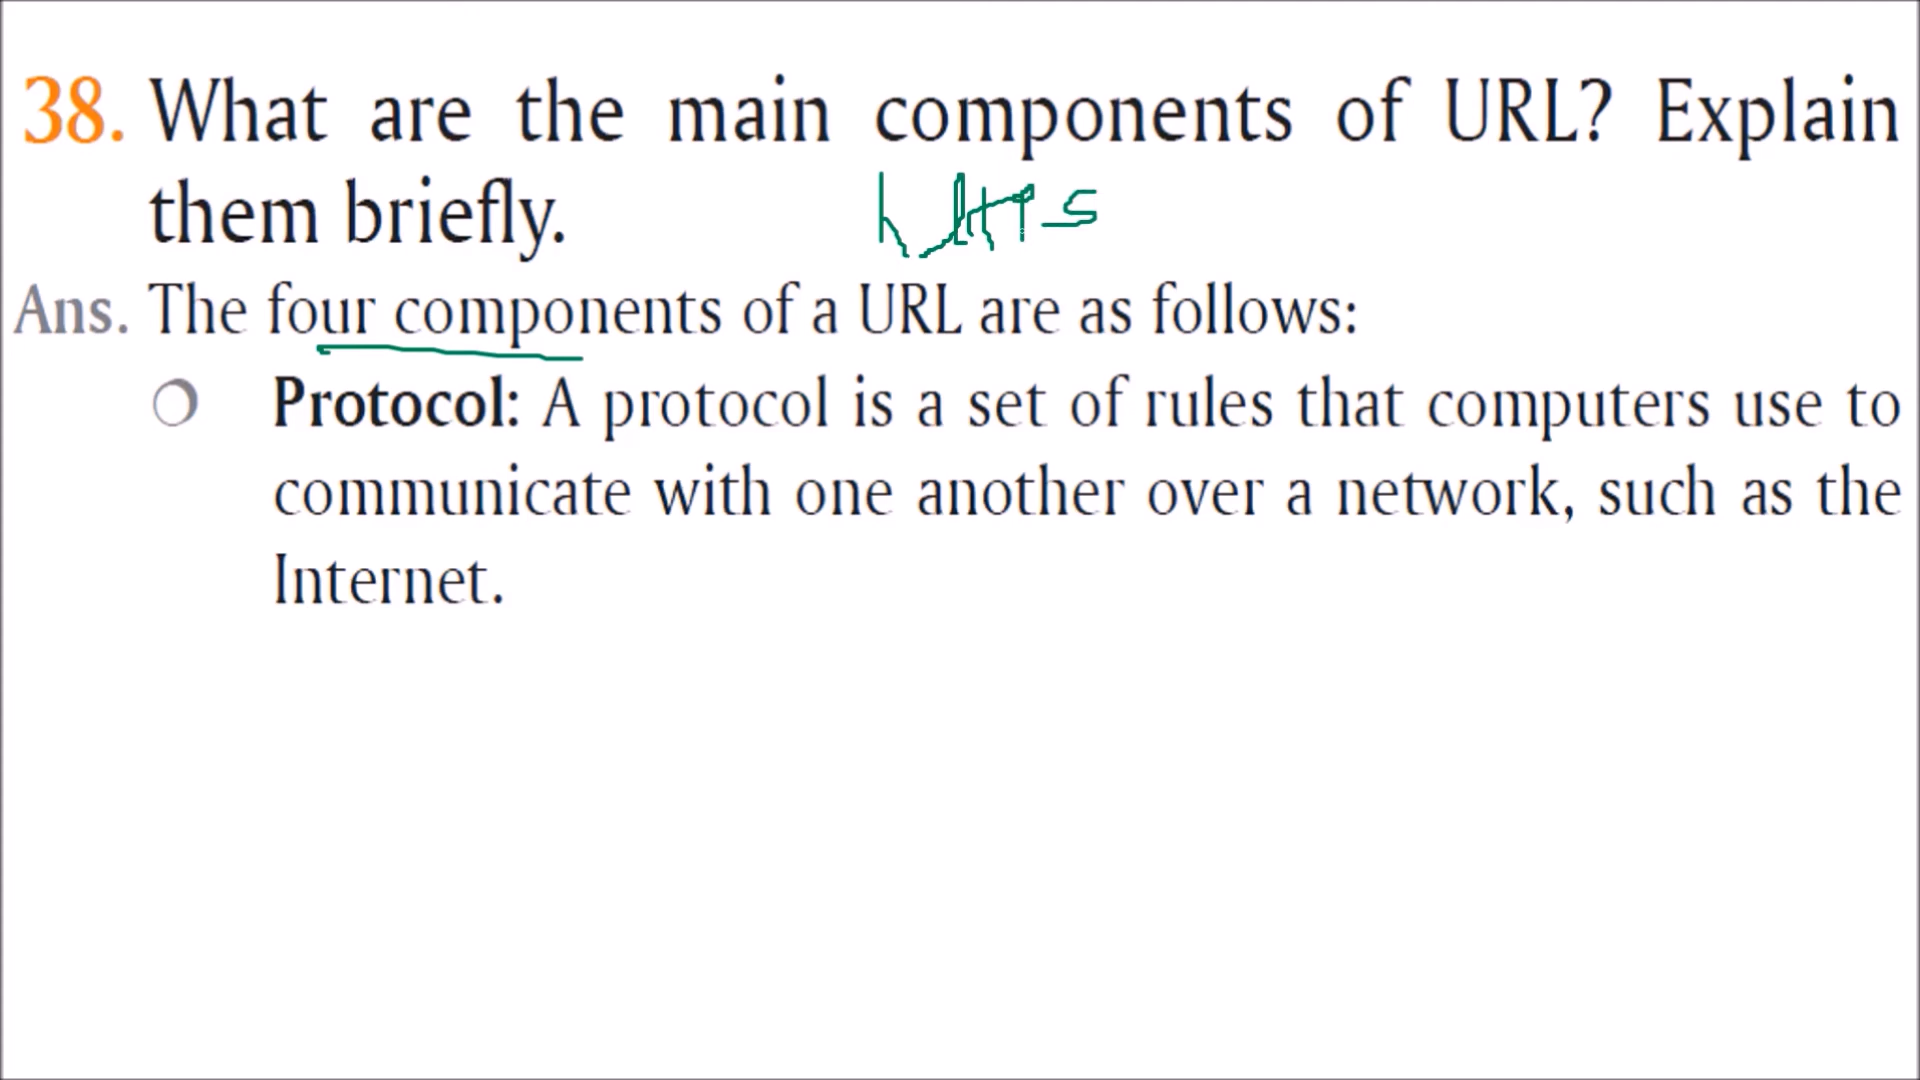 38. What are the main components of URL? Explain
them briefly.
https
Ans. The four components of a URL are as follows:
Protocol: A protocol is a set of rules that computers use to
communicate with one another over a network, such as the
Internet.